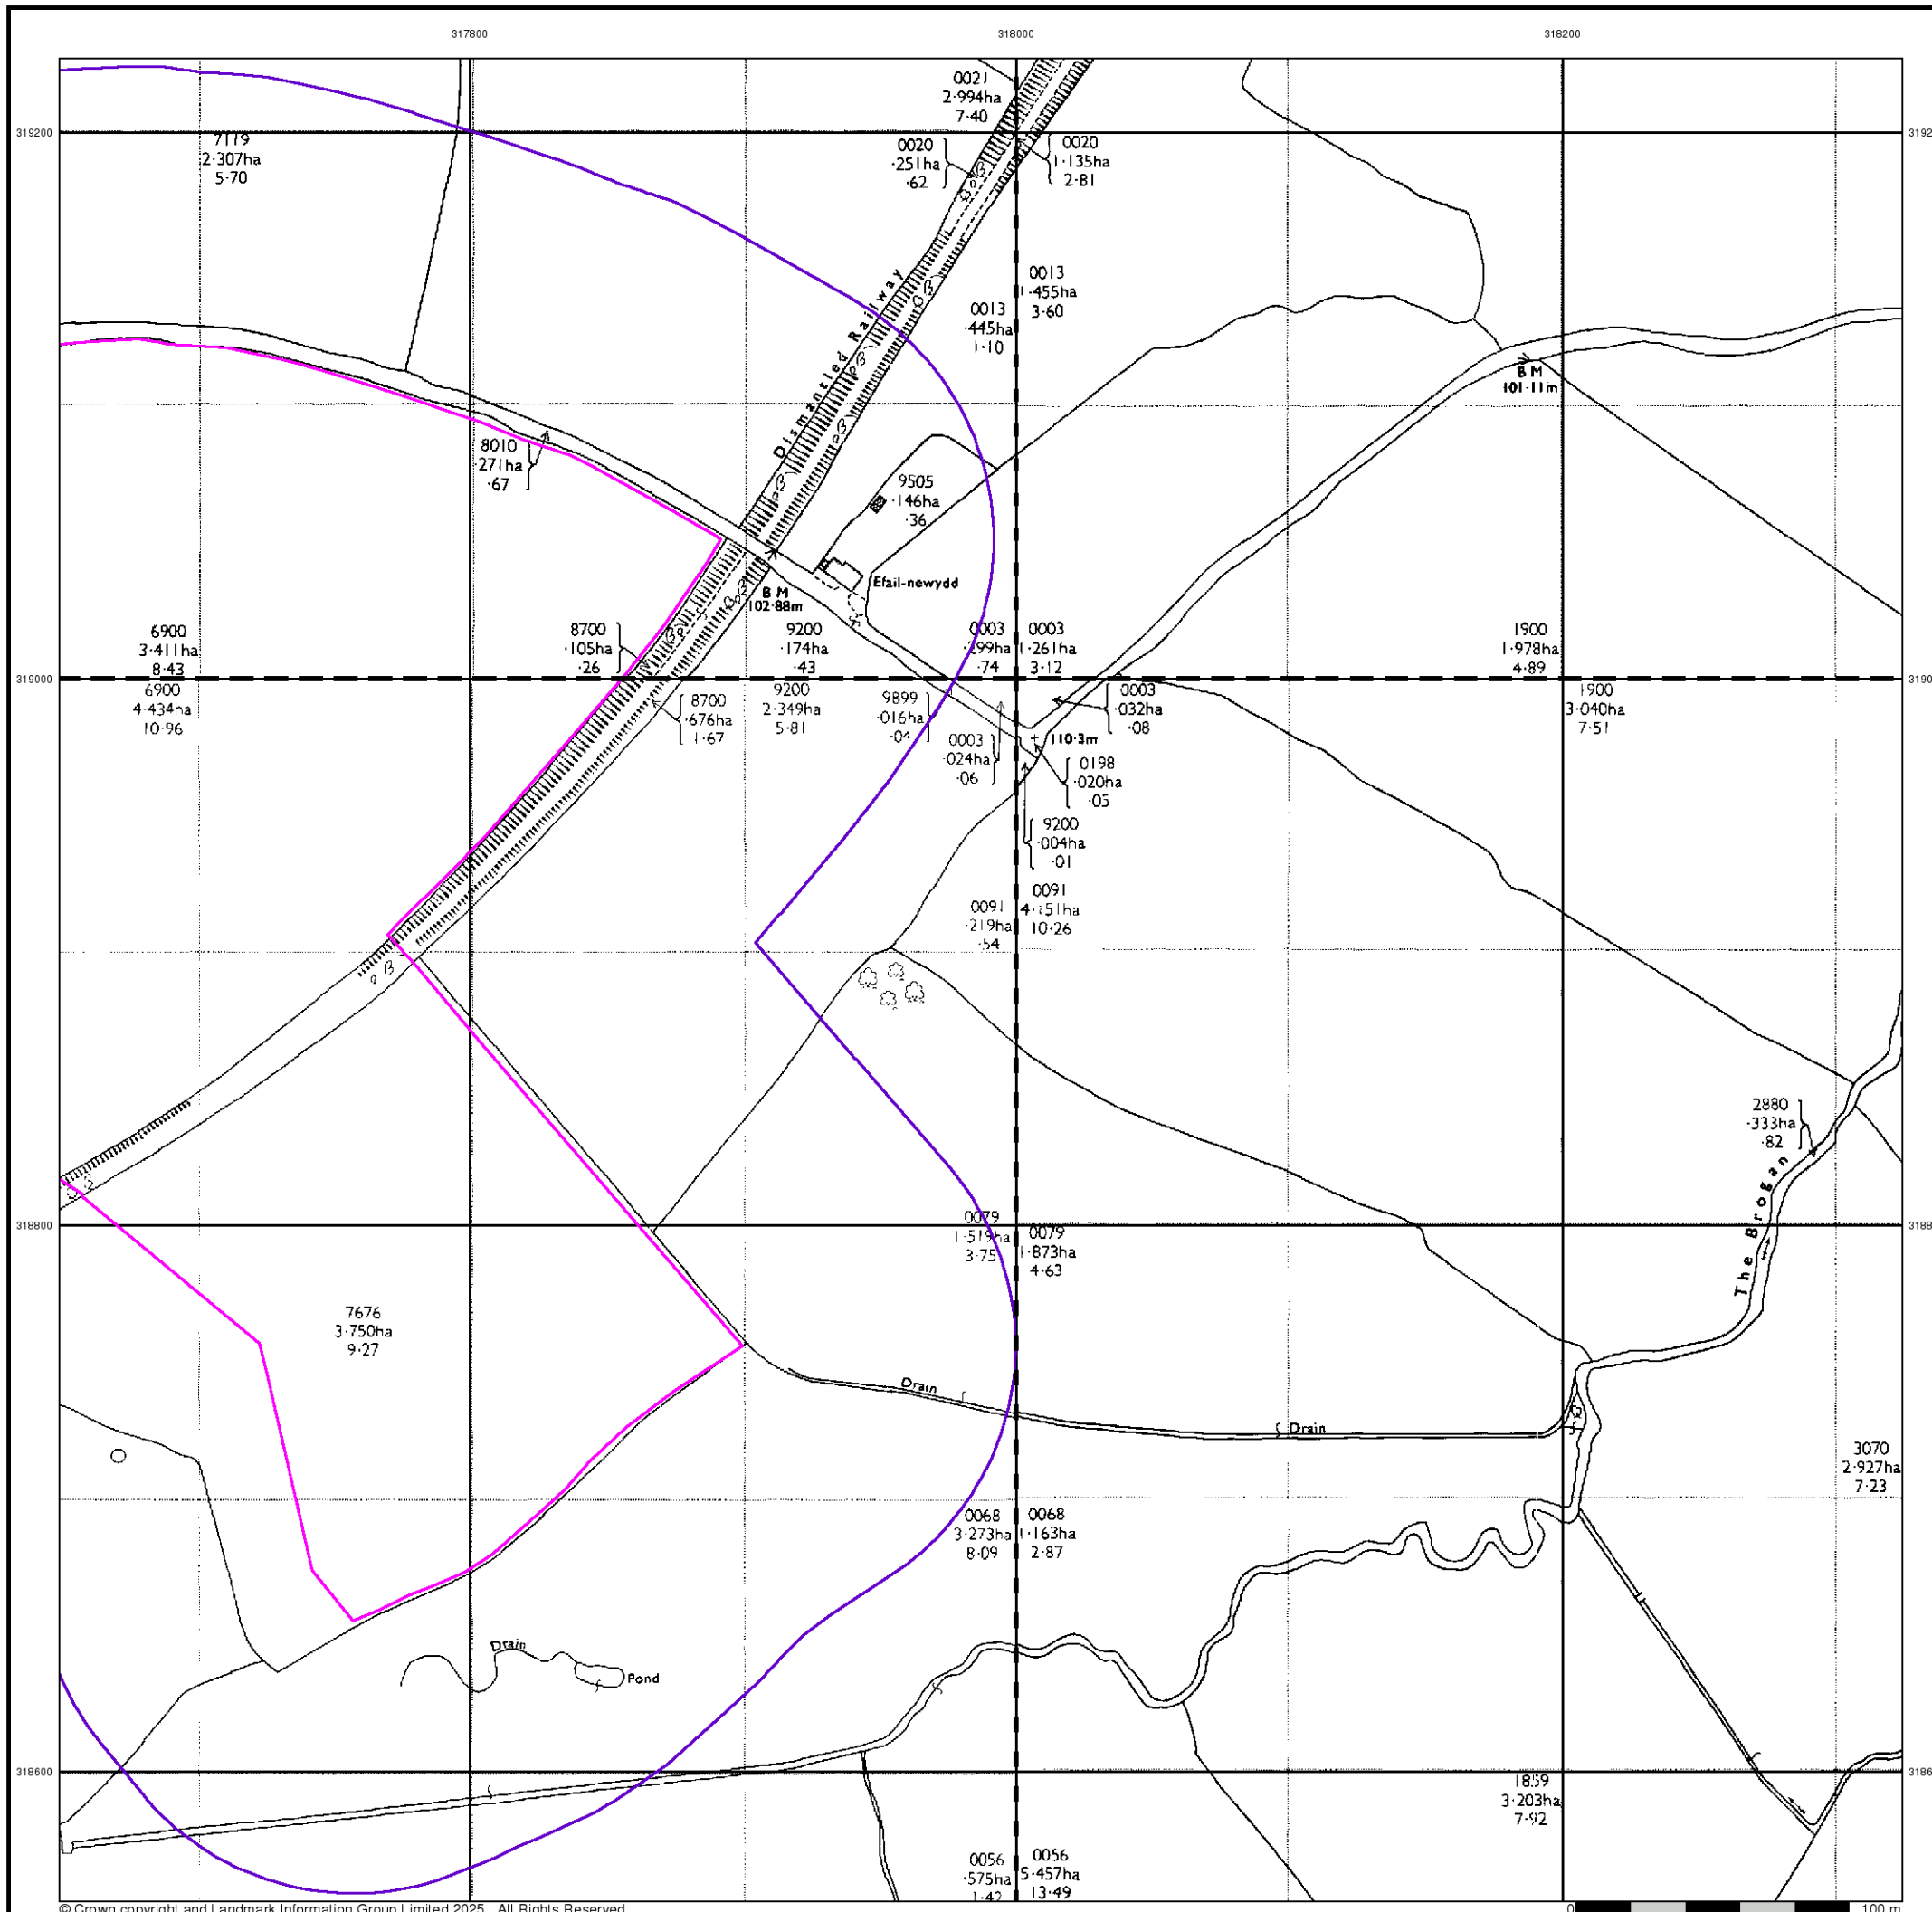 317800
318000
318200
319200
7119
2·307ha
5·70
0021
2·994ha
7·40
0020
·251ha
·62
0020
1·135ha
2·81
0013
1·455ha
3·60
0013
·445ha
1·10
Dismantled Railway
B M
101·11m
8010
·271ha
·67
9505
·146ha
·36
Efail-newydd
B M
102·88m
6900
3·411ha
8·43
8700
·105ha
·26
9200
·174ha
·43
0003
·299ha
·74
0003
1·261ha
3·12
1900
1·978ha
4·89
319000
6900
4·434ha
10·96
8700
·676ha
1·67
9200
2·349ha
5·81
9899
·016ha
·04
0003
·024ha
·06
0003
·032ha
·08
1900
3·040ha
7·51
110·3m
0198
·020ha
·05
9200
·004ha
·01
0091
·219ha
·54
0091
4·151ha
10·26
2880
·333ha
·82
The Brogan
318800
0079
1·519ha
3·75
0079
1·873ha
4·63
7676
3·750ha
9·27
Drain
Drain
3070
2·927ha
7·23
0068
3·273ha
8·09
0068
1·163ha
2·87
Drain
Pond
318600
1859
3·203ha
7·92
0056
·575ha
1·42
0056
5·457ha
13·49
© Crown copyright and Landmark Information Group Limited 2025. All Rights Reserved.
0
100 m